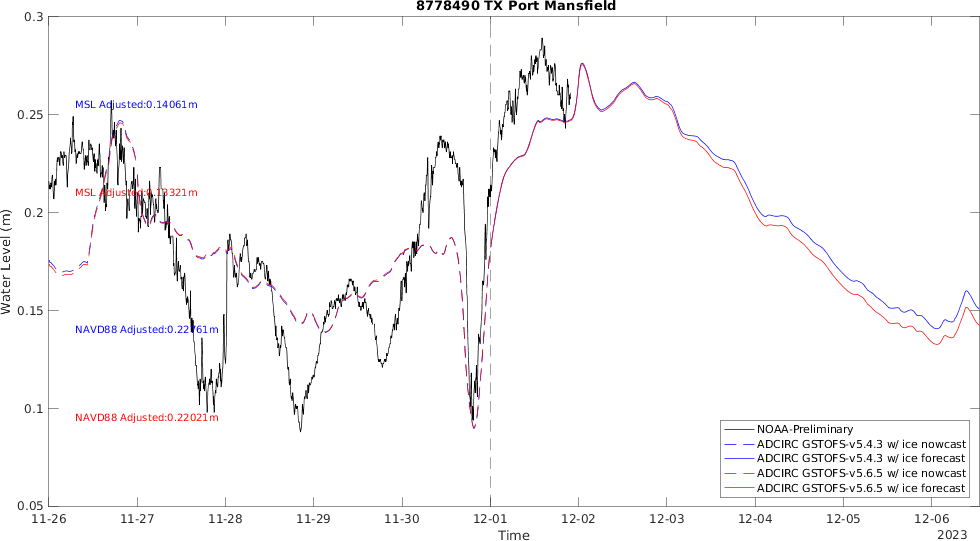 8778490 TX Port Mansfield
0.3
0.25
0.2
0.15
0.1
0.05
Water Level (m)
MSL Adjusted:0.14061m
MSL Adjusted:0.13321m
NAVD88 Adjusted:0.22761m
NAVD88 Adjusted:0.22021m
NOAA-Preliminary
ADCIRC GSTOFS-v5.4.3 w/ ice nowcast
ADCIRC GSTOFS-v5.4.3 w/ ice forecast
ADCIRC GSTOFS-v5.6.5 w/ ice nowcast
ADCIRC GSTOFS-v5.6.5 w/ ice forecast
11-26 11-27 11-28 11-29 11-30 12-01 12-02 12-03 12-04 12-05 12-06
Time
2023